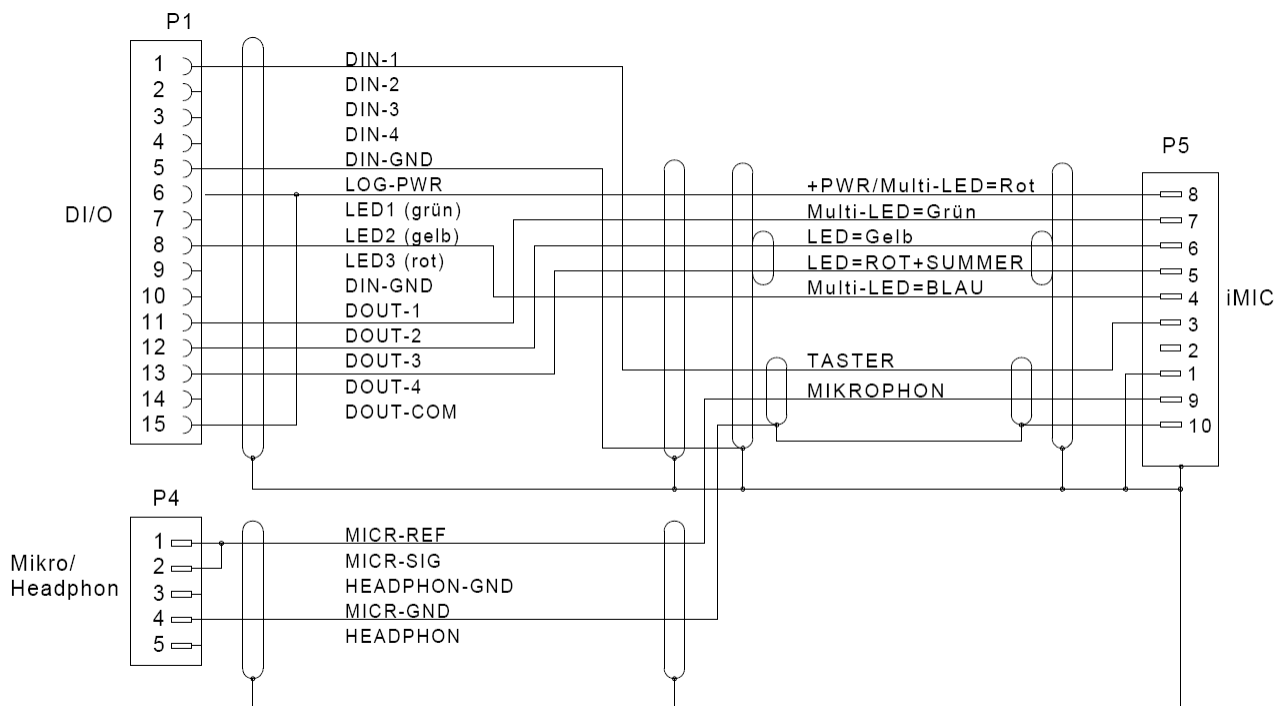 P1
1
2
3
4
5
6
7
8
9
10
11
12
13
14
15
DI/O
DIN-1
DIN-2
DIN-3
DIN-4
DIN-GND
LOG-PWR
LED1 (grün)
LED2 (gelb)
LED3 (rot)
DIN-GND
DOUT-1
DOUT-2
DOUT-3
DOUT-4
DOUT-COM
+PWR/Multi-LED=Rot
Multi-LED=Grün
LED=Gelb
LED=ROT+SUMMER
Multi-LED=BLAU
TASTER
MIKROPHON
P5
8
7
6
5
4
3
2
1
9
10
iMIC
P4
1
2
3
4
5
Mikro/
Headphon
MICR-REF
MICR-SIG
HEADPHON-GND
MICR-GND
HEADPHON